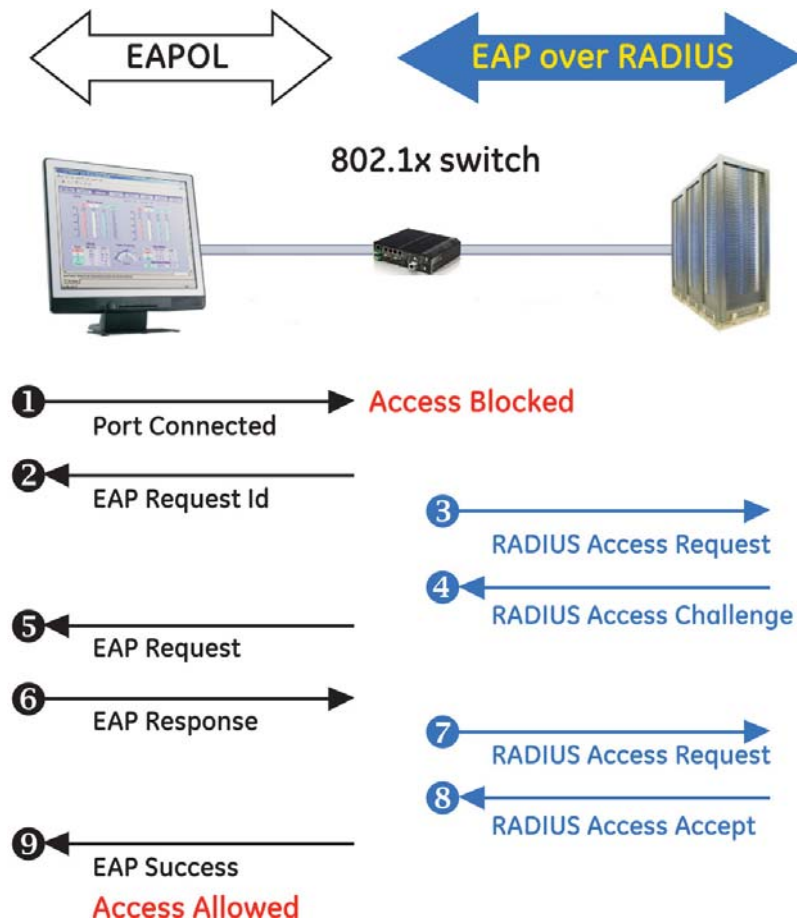 EAPOL
EAP over RADIUS
802.1x switch
1
Port Connected
Access Blocked
2
EAP Request Id
3
RADIUS Access Request
4
RADIUS Access Challenge
5
EAP Request
6
EAP Response
7
RADIUS Access Request
8
RADIUS Access Accept
9
EAP Success
Access Allowed